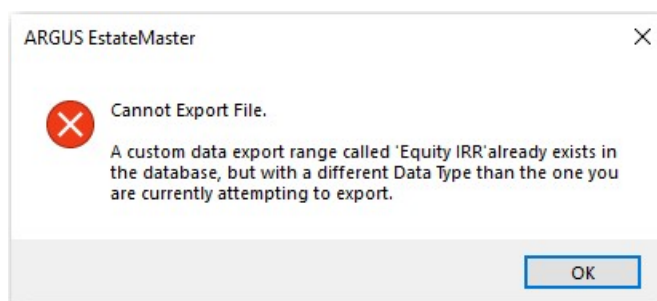 ARGUS EstateMaster
Cannot Export File.
A custom data export range called 'Equity IRR'already exists in
the database, but with a different Data Type than the one you
are currently attempting to export.
OK